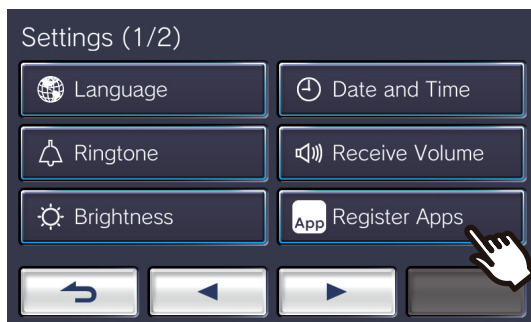 Settings (1/2)
Language
Date and Time
Ringtone
Receive Volume
Brightness
App Register Apps